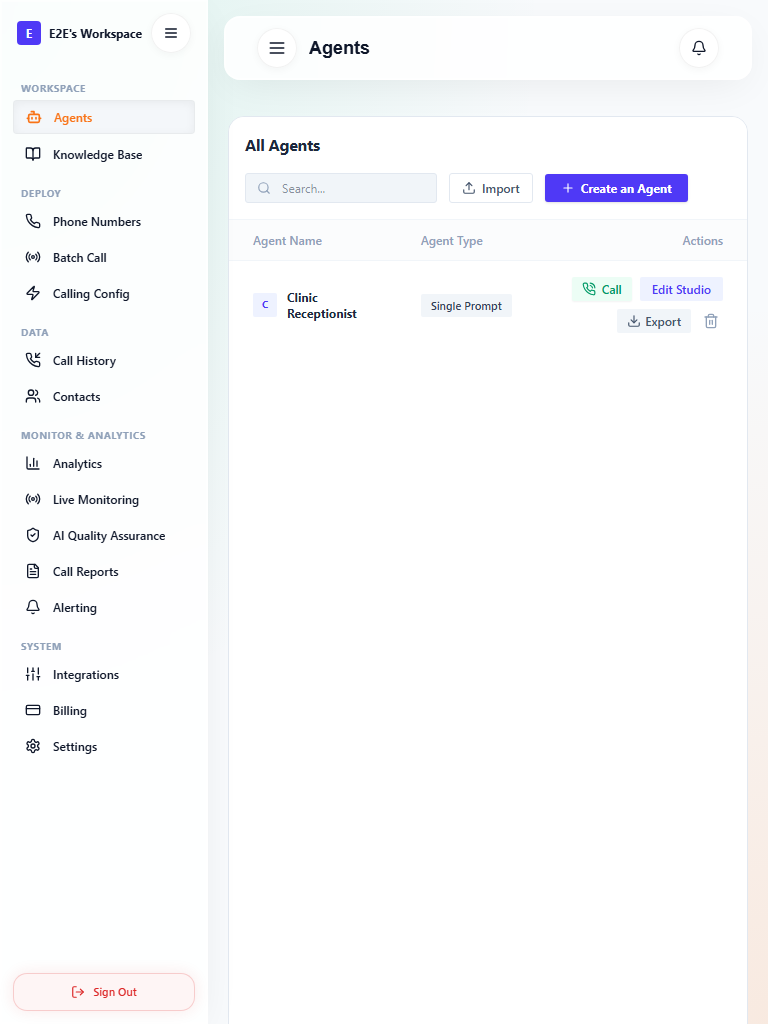 E E2E's Workspace
WORKSPACE
Agents
Knowledge Base
DEPLOY
Phone Numbers
Batch Call
Calling Config
DATA
Call History
Contacts
MONITOR & ANALYTICS
Analytics
Live Monitoring
AI Quality Assurance
Call Reports
Alerting
SYSTEM
Integrations
Billing
Settings
Sign Out
Agents
All Agents
Search... Import Create an Agent
Agent Name Agent Type Actions
C Clinic
Receptionist
Single Prompt
Call Edit Studio
Export